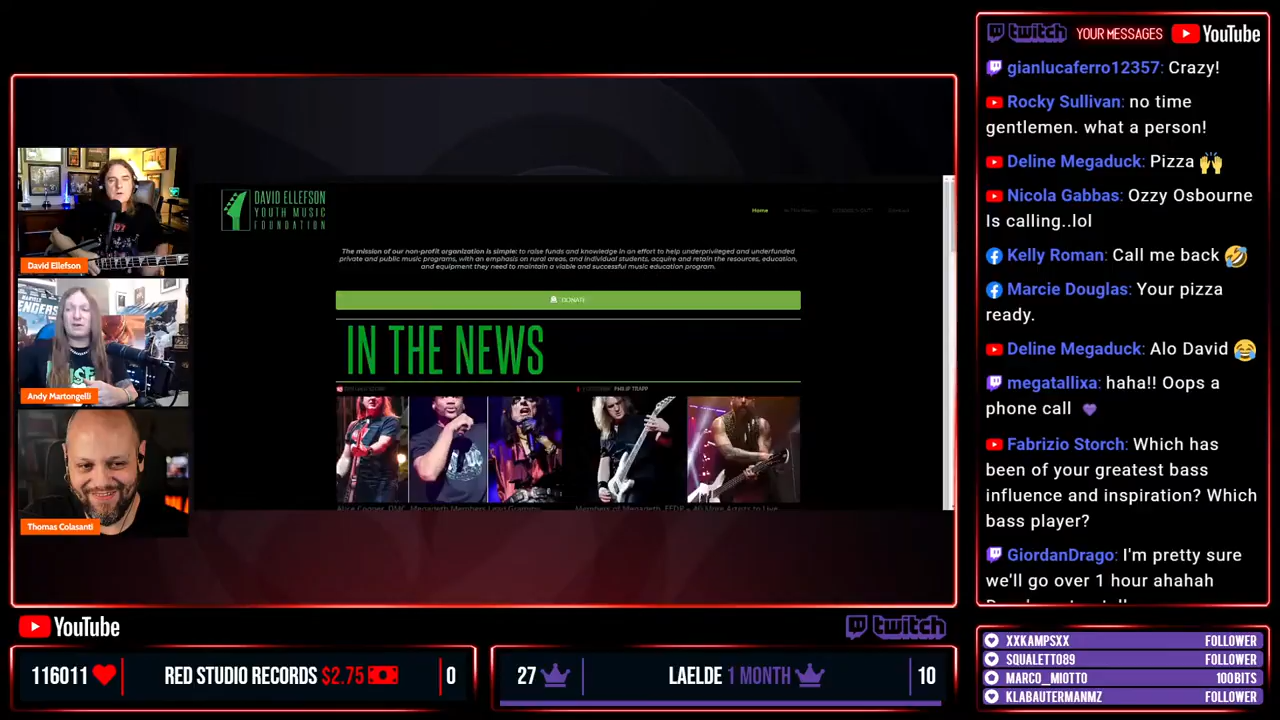 twitch YOUR MESSAGES YouTube
gianlucaferro12357: Crazy!
Rocky Sullivan: no time
gentlemen. what a person!
Deline Megaduck: Pizza 🙌
Nicola Gabbas: Ozzy Osbourne
Is calling..lol
Kelly Roman: Call me back 🤣
Marcie Douglas: Your pizza
ready.
Deline Megaduck: Alo David 😂
megatallixa: haha!! Oops a
phone call 💜
Fabrizio Storch: Which has
been of your greatest bass
influence and inspiration? Which
bass player?
GiordanDrago: I'm pretty sure
we'll go over 1 hour ahahah
David Ellefson
Andy Martongelli
Thomas Colasanti
DAVID ELLEFSON
YOUTH MUSIC
FOUNDATION
Home
The mission of our non-profit organization is simple: to raise funds and knowledge in an effort to help underprivileged and underfunded,
private and public music programs, with an emphasis on rural areas, and individual students, acquire and retain the resources, education,
and equipment they need to maintain a viable and successful music education program.
DONATE
IN THE NEWS
PHILIP TRAPP
YouTube
twitch
116011 RED STUDIO RECORDS $2.75 0
27 LAELDE 1 MONTH 10
XXKAMPSXX FOLLOWER
SQUALETTO89 FOLLOWER
MARCO_MIOTTO 100BITS
KLABAUTERMANMZ FOLLOWER